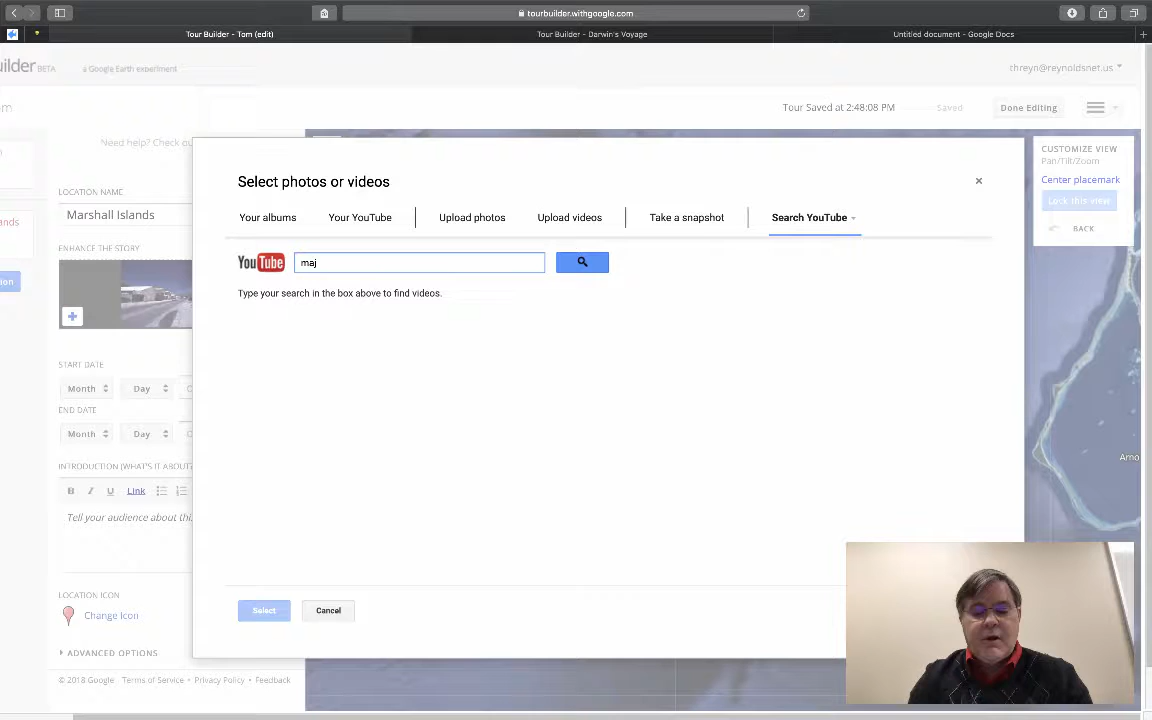 tourbuilder.withgoogle.com
Tour Builder - Tom (edit)
Tour Builder - Darwin's Voyage
Untitled document - Google Docs
uilder BETA
a Google Earth experiment
threyn@reynoldsnet.us
om
Tour Saved at 2:48:08 PM
Saved
Done Editing
Need help? Check ou
CUSTOMIZE VIEW
Pan/Tilt/Zoom
Center placemark
Lock this view
BACK
LOCATION NAME
Marshall Islands
lands
ENHANCE THE STORY
ion
Select photos or videos
Your albums
Your YouTube
Upload photos
Upload videos
Take a snapshot
Search YouTube
YouTube
maj
Type your search in the box above to find videos.
START DATE
Month
Day
END DATE
Month
Day
INTRODUCTION (WHAT'S IT ABOUT?
B I U Link
Tell your audience about thi
Arno
Select
Cancel
LOCATION ICON
Change Icon
ADVANCED OPTIONS
© 2018 Google Terms of Service • Privacy Policy • Feedback